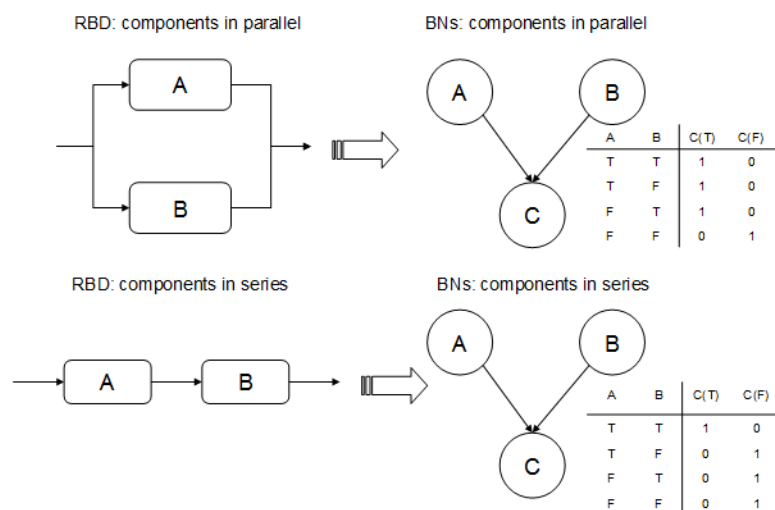 RBD: components in parallel
BNs: components in parallel
A
B
A
B
C
A B C(T) C(F)
T T 1 0
T F 1 0
F T 1 0
F F 0 1
RBD: components in series
BNs: components in series
A
B
A
B
C
A B C(T) C(F)
T T 1 0
T F 0 1
F T 0 1
F F 0 1